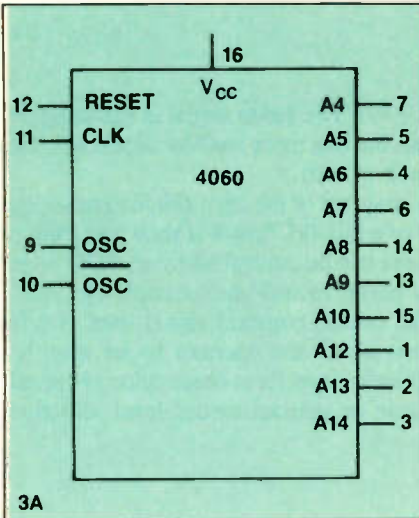 16
VCC
12 RESET A4 7
11 CLK A5 5
4060 A6 4
A7 6
9 OSC A8 14
10 OSC A9 13
A10 15
A12 1
A13 2
A14 3
3A